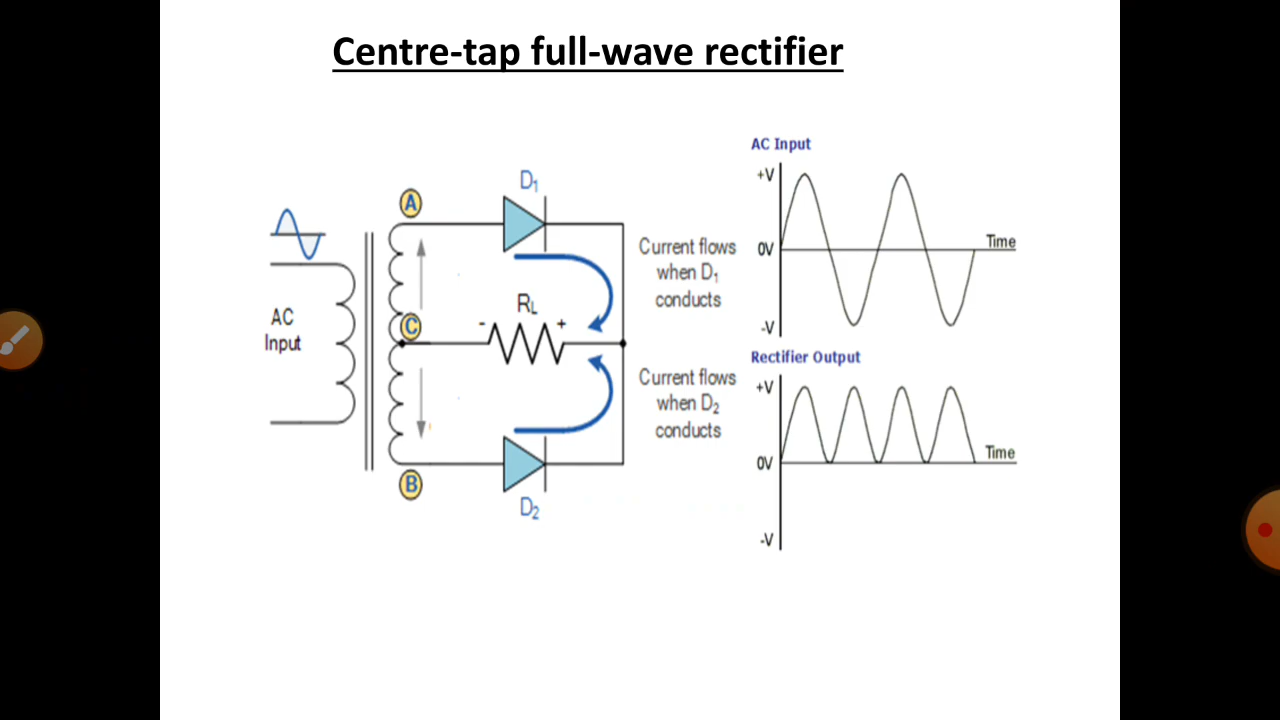 Centre-tap full-wave rectifier
AC Input
+V
0V
-V
Time
D₁
A
Current flows
when D₁
conducts
AC
Input
C
RL
-
+
Rectifier Output
+V
0V
-V
Time
Current flows
when D₂
conducts
B
D₂